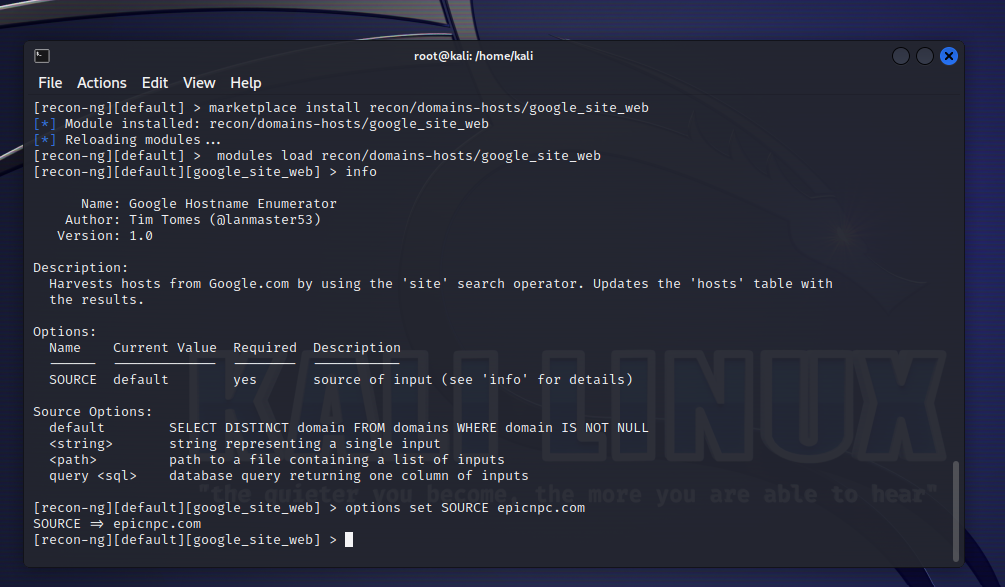 root@kali: /home/kali
File Actions Edit View Help
[recon-ng][default] > marketplace install recon/domains-hosts/google_site_web
[*] Module installed: recon/domains-hosts/google_site_web
[*] Reloading modules...
[recon-ng][default] >  modules load recon/domains-hosts/google_site_web
[recon-ng][default][google_site_web] > info
Name: Google Hostname Enumerator
Author: Tim Tomes (@lanmaster53)
Version: 1.0
Description:
Harvests hosts from Google.com by using the 'site' search operator. Updates the 'hosts' table with
the results.
Options:
Name Current Value Required Description
SOURCE default yes source of input (see 'info' for details)
KALI LINUX
Source Options:
default SELECT DISTINCT domain FROM domains WHERE domain IS NOT NULL
<string> string representing a single input
<path> path to a file containing a list of inputs
query <sql> database query returning one column of inputs
"the quieter you become, the more you are able to hear"
[recon-ng][default][google_site_web] > options set SOURCE epicnpc.com
SOURCE ⇒ epicnpc.com
[recon-ng][default][google_site_web] >